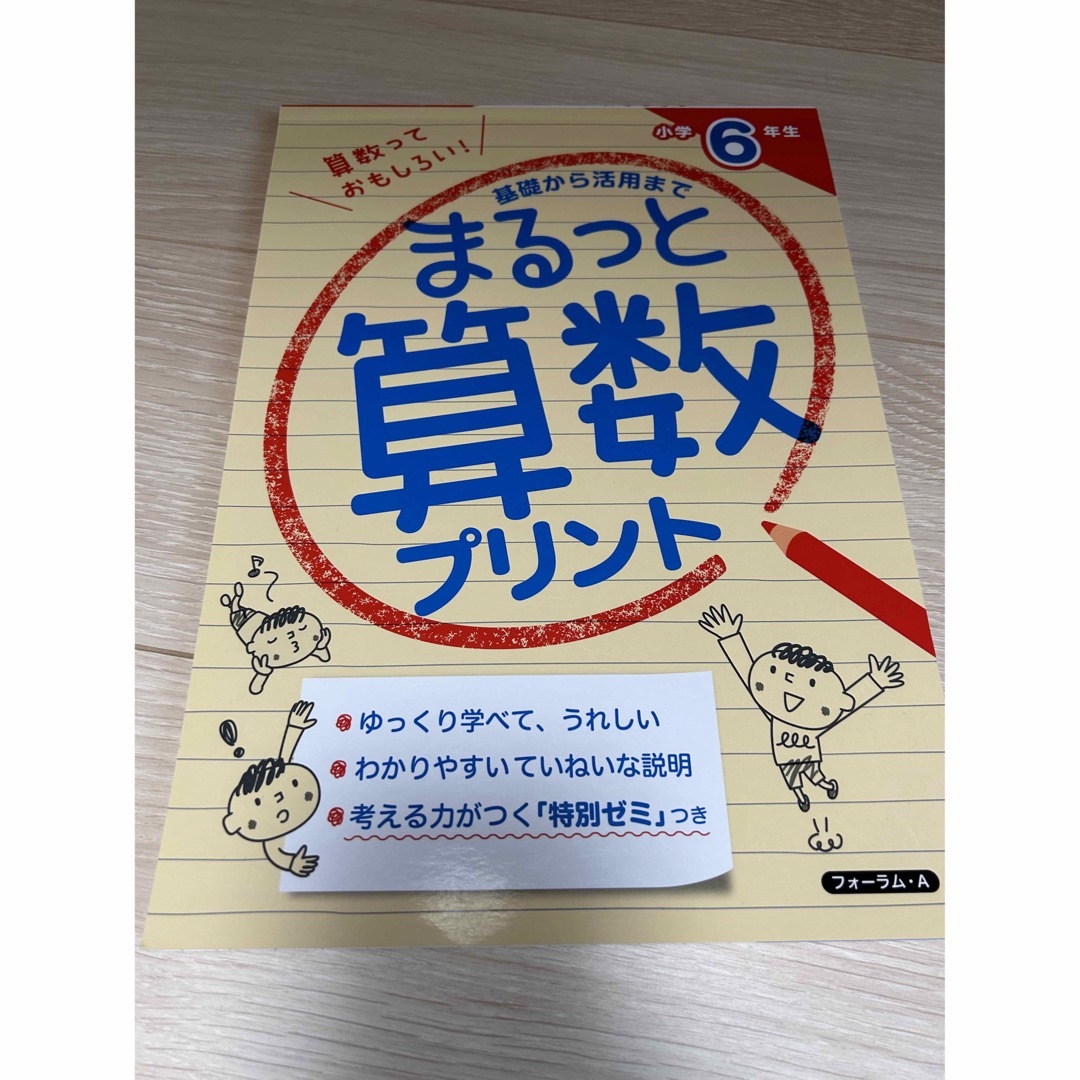 算数って
おもしろい!
小学6年生
基礎から活用まで
まるっと
算数
プリント
ゆっくり学べて、うれしい
わかりやすいていねいな説明
考える力がつく「特別ゼミ」つき
フォーラム・A